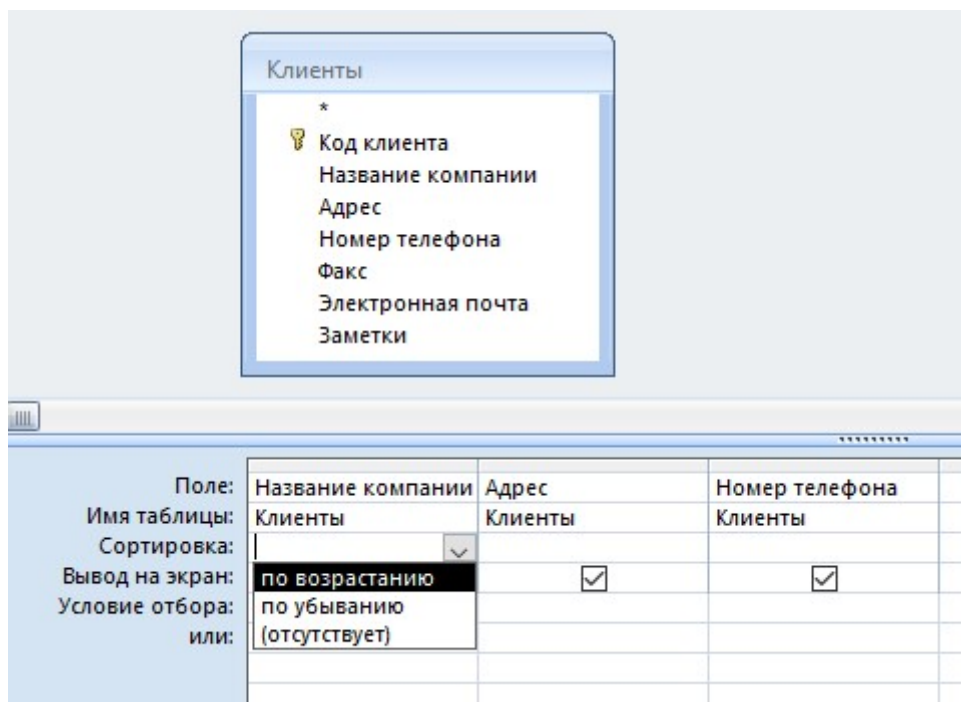 Клиенты
*
Код клиента
Название компании
Адрес
Номер телефона
Факс
Электронная почта
Заметки
Поле: Название компании Адрес Номер телефона
Имя таблицы: Клиенты Клиенты Клиенты
Сортировка:
Вывод на экран: по возрастанию
Условие отбора: по убыванию
или: (отсутствует)